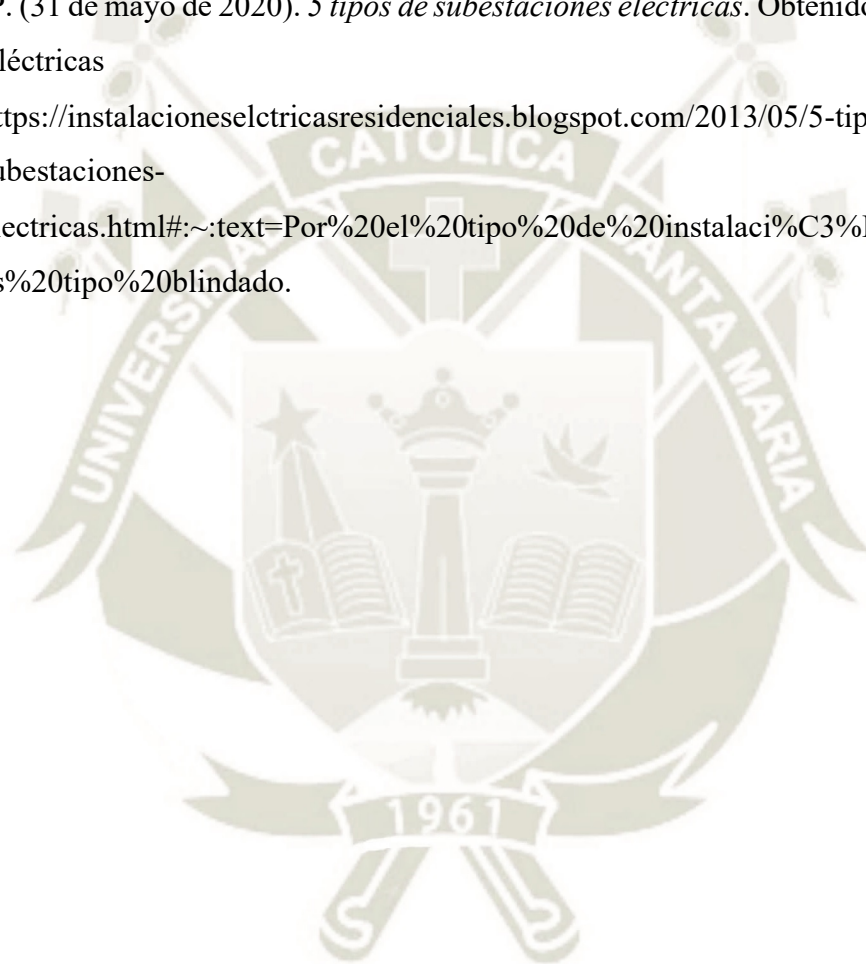 P. (31 de mayo de 2020). 5 tipos de subestaciones eléctricas. Obtenido
léctricas
ttps://instalacioneselctricasresidenciales.blogspot.com/2013/05/5-tip
ubestaciones-
lectricas.html#:~:text=Por%20el%20tipo%20de%20instalaci%C3%
s%20tipo%20blindado.
UNIVERSIDAD CATOLICA SANTA MARIA
1961